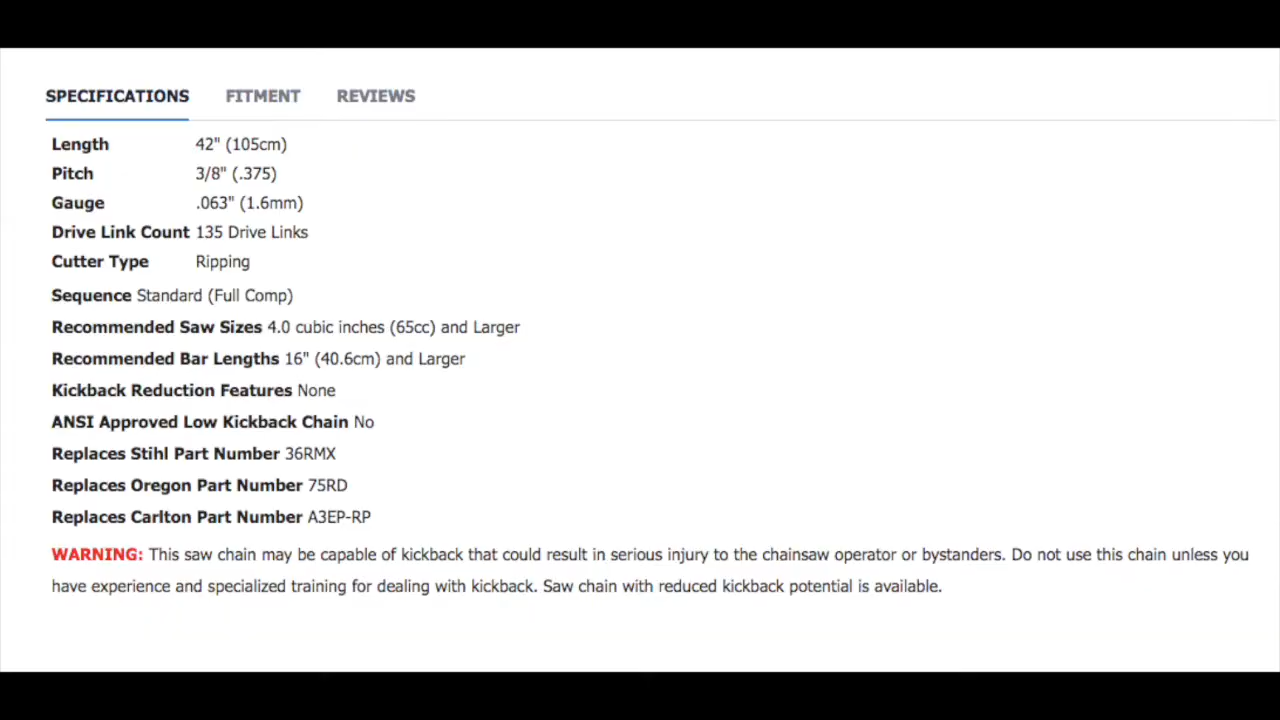 SPECIFICATIONS FITMENT REVIEWS
Length 42" (105cm)
Pitch 3/8" (.375)
Gauge .063" (1.6mm)
Drive Link Count 135 Drive Links
Cutter Type Ripping
Sequence Standard (Full Comp)
Recommended Saw Sizes 4.0 cubic inches (65cc) and Larger
Recommended Bar Lengths 16" (40.6cm) and Larger
Kickback Reduction Features None
ANSI Approved Low Kickback Chain No
Replaces Stihl Part Number 36RMX
Replaces Oregon Part Number 75RD
Replaces Carlton Part Number A3EP-RP
WARNING: This saw chain may be capable of kickback that could result in serious injury to the chainsaw operator or bystanders. Do not use this chain unless you
have experience and specialized training for dealing with kickback. Saw chain with reduced kickback potential is available.